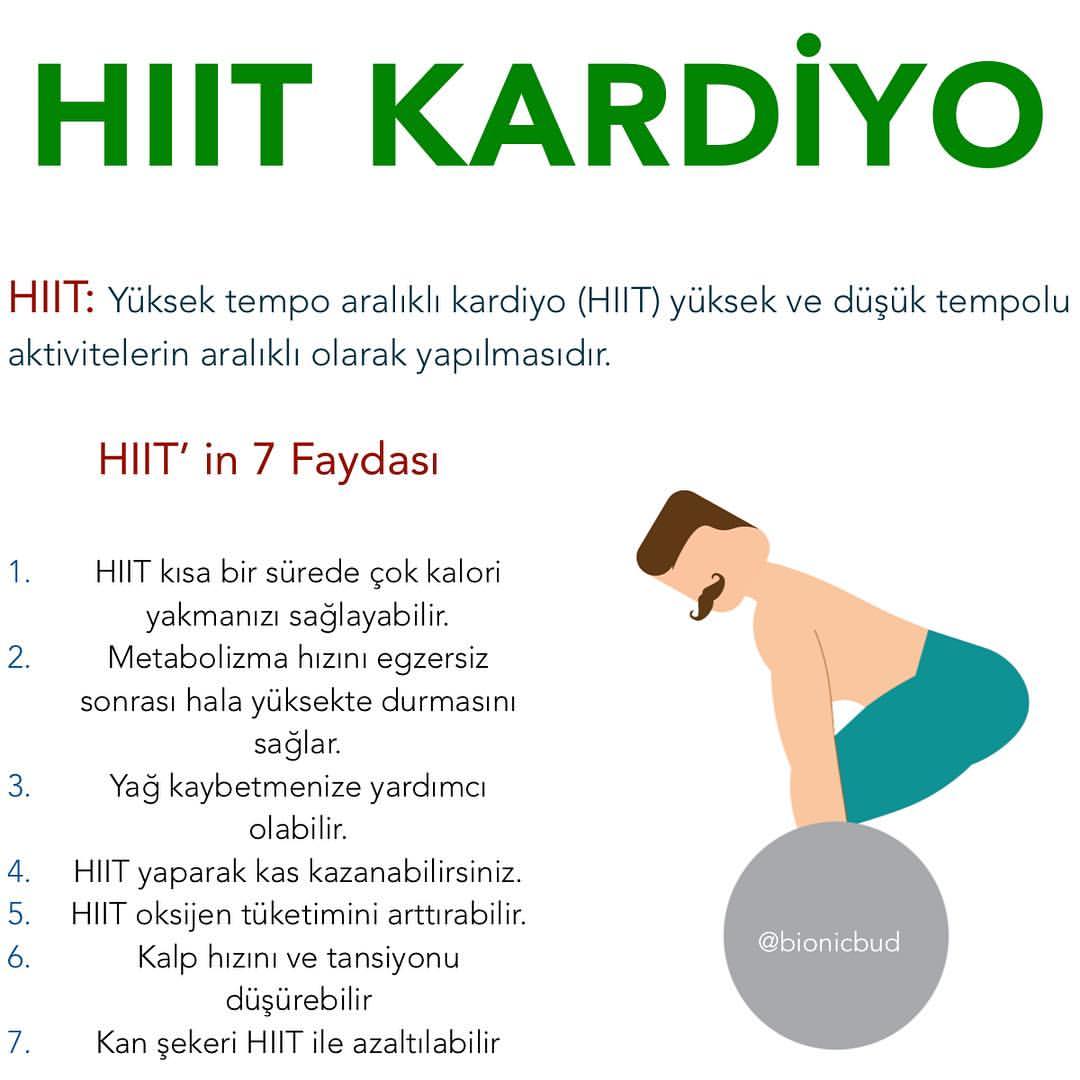 HIIT KARDİYO
HIIT: Yüksek tempo aralıklı kardiyo (HIIT) yüksek ve düşük tempolu
aktivitelerin aralıklı olarak yapılmasıdır.
HIIT’ in 7 Faydası
1. HIIT kısa bir sürede çok kalori
yakmanızı sağlayabilir.
2. Metabolizma hızını egzersiz
sonrası hala yüksekte durmasını
sağlar.
3. Yağ kaybetmenize yardımcı
olabilir.
4. HIIT yaparak kas kazanabilirsiniz.
5. HIIT oksijen tüketimini arttırabilir.
6. Kalp hızını ve tansiyonu
düşürebilir
7. Kan şekeri HIIT ile azaltılabilir
@bionicbud